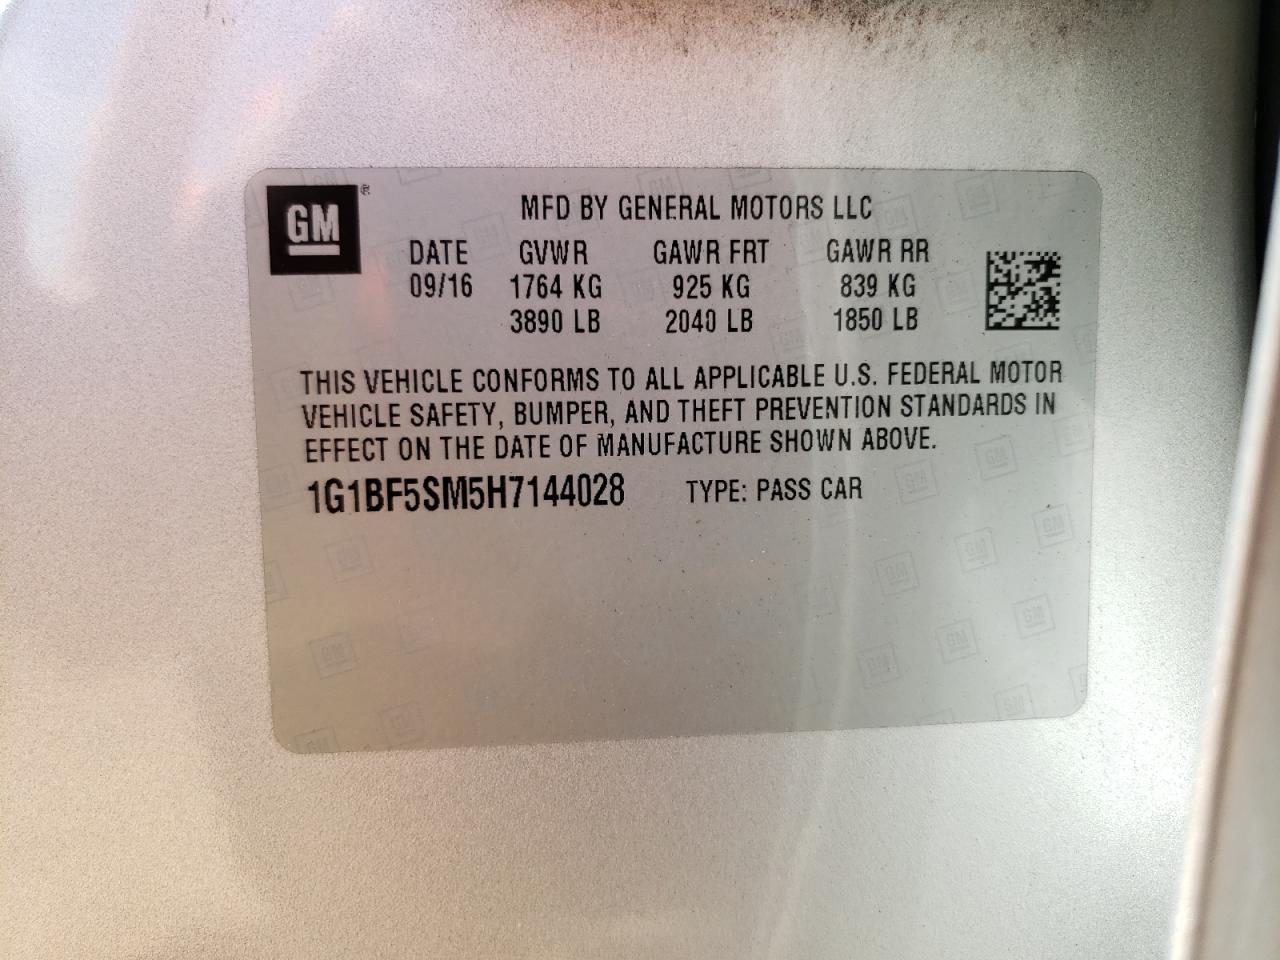 GM ®
MFD BY GENERAL MOTORS LLC
DATE GVWR GAWR FRT GAWR RR
09/16 1764 KG 925 KG 839 KG
3890 LB 2040 LB 1850 LB
THIS VEHICLE CONFORMS TO ALL APPLICABLE U.S. FEDERAL MOTOR
VEHICLE SAFETY, BUMPER, AND THEFT PREVENTION STANDARDS IN
EFFECT ON THE DATE OF MANUFACTURE SHOWN ABOVE.
1G1BF5SM5H7144028 TYPE: PASS CAR